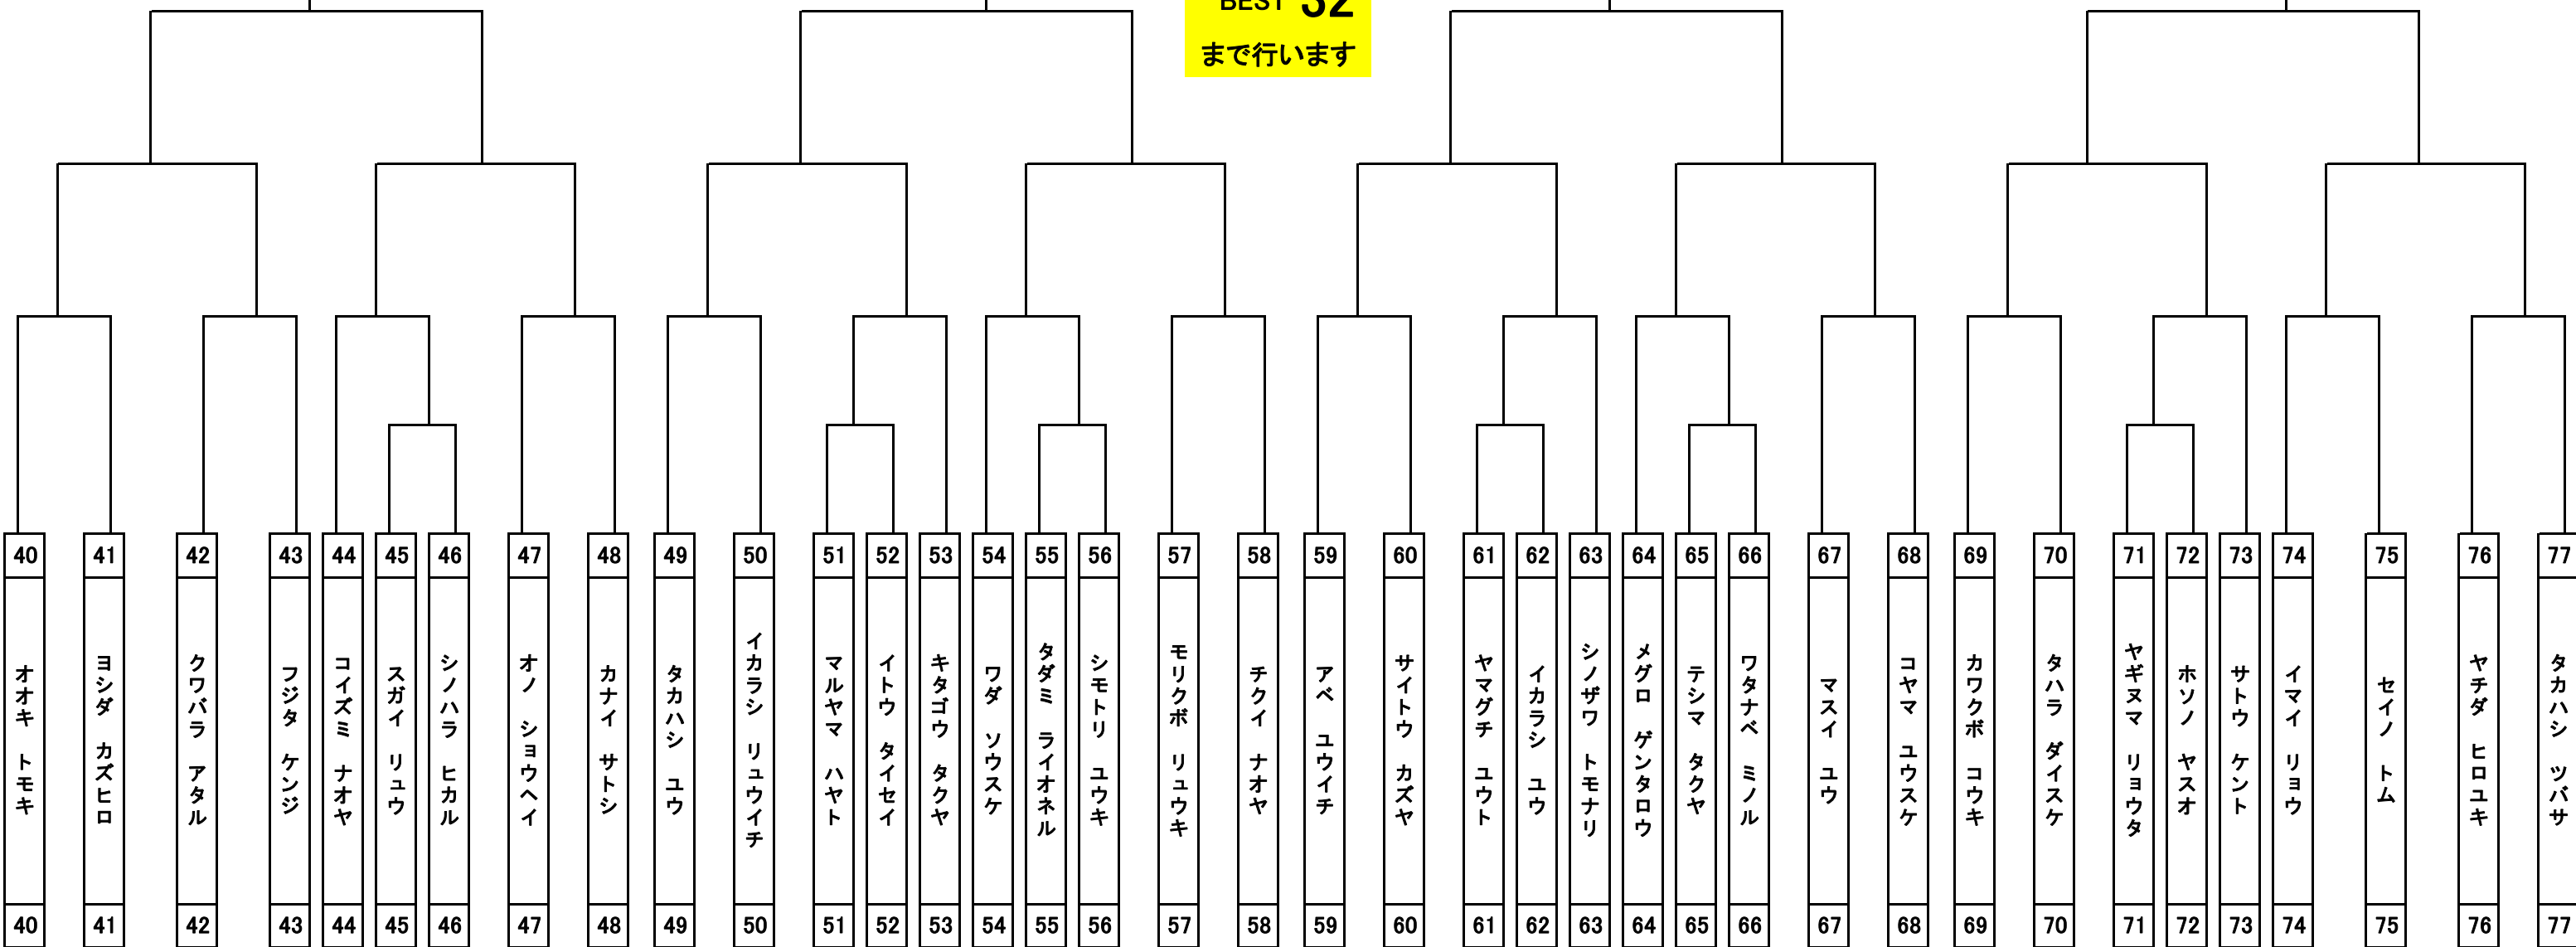 BEST 32
まで行います
40 41 42 43 44 45 46 47 48 49 50 51 52 53 54 55 56 57 58 59 60 61 62 63 64 65 66 67 68 69 70 71 72 73 74 75 76 77
オオキ トモキ
ヨシダ カズヒロ
クワバラ アタル
フジタ ケンジ
コイズミ ナオヤ
スガイ リュウ
シノハラ ヒカル
オノ ショウヘイ
カナイ サトシ
タカハシ ユウ
イカラシ リュウイチ
マルヤマ ハヤト
イトウ タイセイ
キタゴウ タクヤ
ワダ ソウスケ
タダミ ライオネル
シモトリ ユウキ
モリクボ リュウキ
チクイ ナオヤ
アベ ユウイチ
サイトウ カズヤ
ヤマグチ ユウト
イカラシ ユウ
シノザワ トモナリ
メグロ ゲンタロウ
テシマ タクヤ
ワタナベ ミノル
マスイ ユウ
コヤマ ユウスケ
カワクボ コウキ
タハラ ダイスケ
ヤギヌマ リョウタ
ホソノ ヤスオ
サトウ ケント
イマイ リョウ
セイノ トム
ヤチダ ヒロユキ
タカハシ ツバサ
40 41 42 43 44 45 46 47 48 49 50 51 52 53 54 55 56 57 58 59 60 61 62 63 64 65 66 67 68 69 70 71 72 73 74 75 76 77